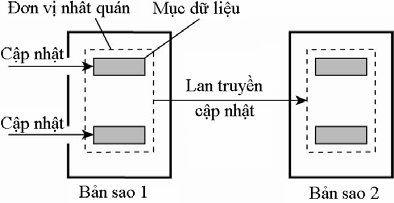 Đơn vị nhât quán
Mục dữ liệu
Cập nhật
Lan truyền
cập nhật
Cập nhật
Bản sao 1
Bản sao 2